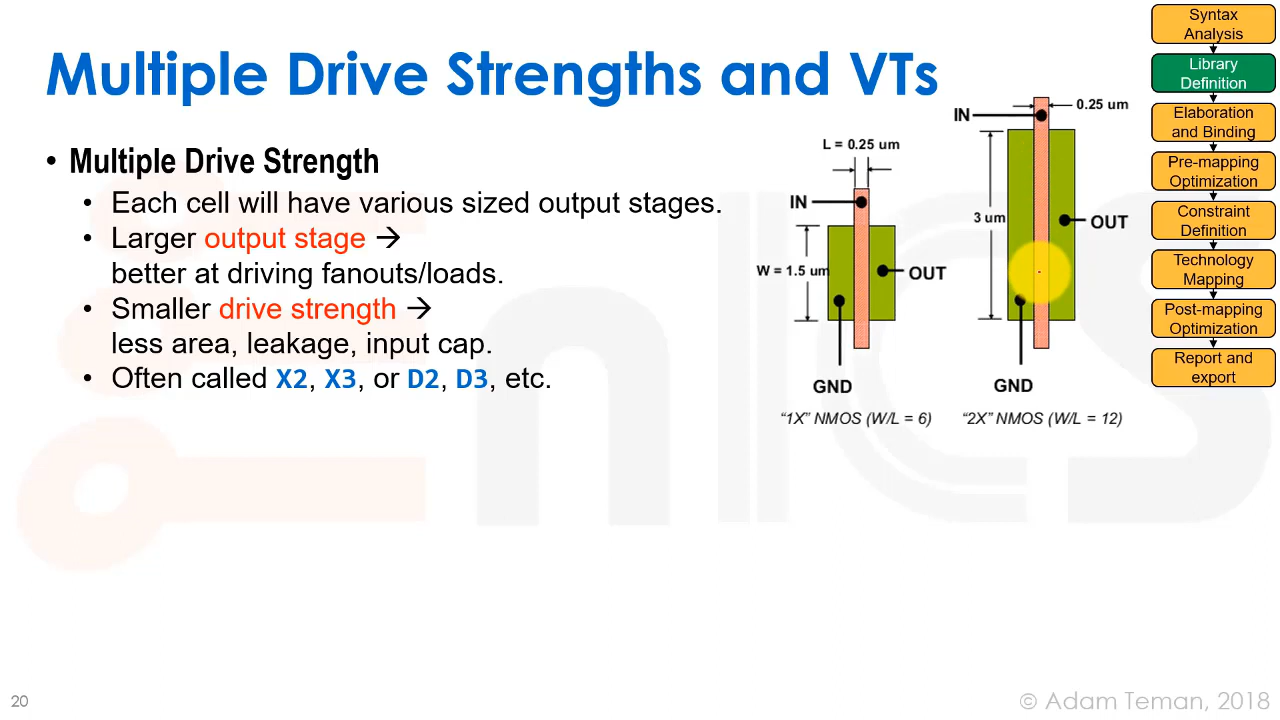 Multiple Drive Strengths and VTs
• Multiple Drive Strength
• Each cell will have various sized output stages.
• Larger output stage →
better at driving fanouts/loads.
• Smaller drive strength →
less area, leakage, input cap.
• Often called X2, X3, or D2, D3, etc.
L = 0.25 um
IN
W = 1.5 um
OUT
GND
"1X" NMOS (W/L = 6)
0.25 um
IN
3 um
OUT
GND
"2X" NMOS (W/L = 12)
Syntax
Analysis
Library
Definition
Elaboration
and Binding
Pre-mapping
Optimization
Constraint
Definition
Technology
Mapping
Post-mapping
Optimization
Report and
export
nICS
20
© Adam Teman, 2018